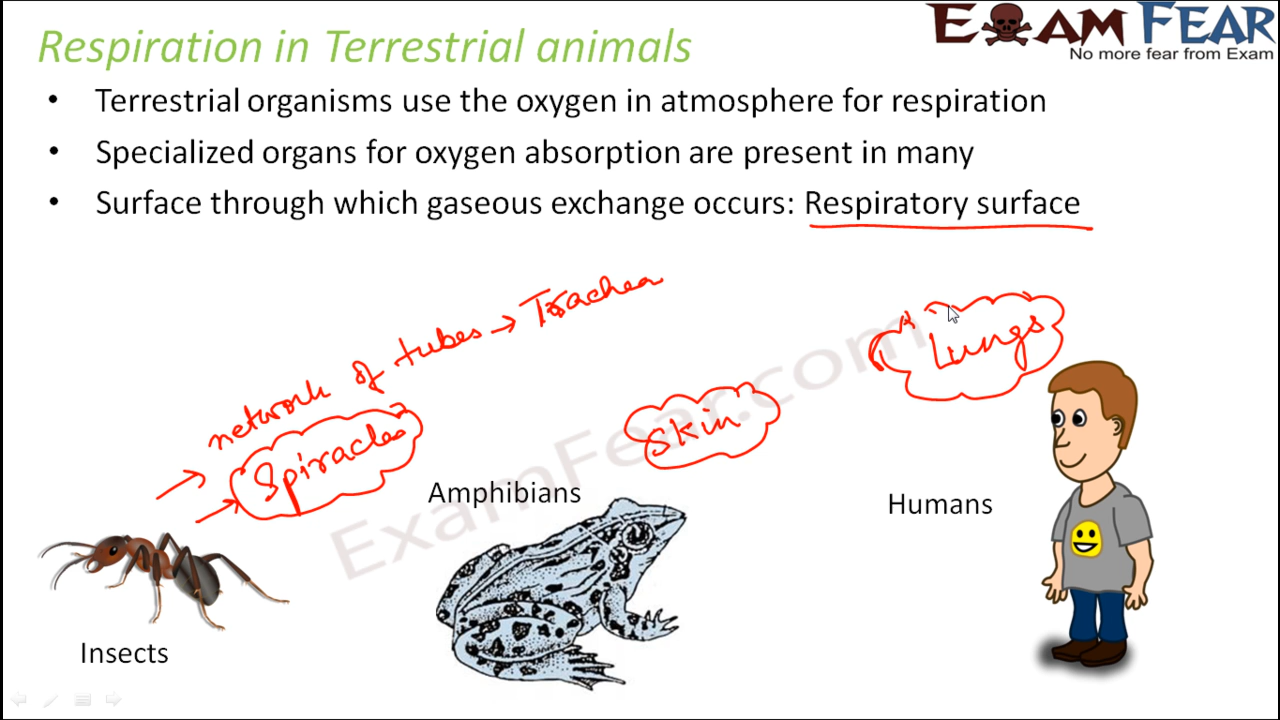 Respiration in Terrestrial animals
EXAM FEAR
No more fear from Exam
• Terrestrial organisms use the oxygen in atmosphere for respiration
• Specialized organs for oxygen absorption are present in many
• Surface through which gaseous exchange occurs: Respiratory surface
network of tubes → Trachea
Spiracles
Skin
Lungs
Amphibians
Humans
Insects
ExamFear.com